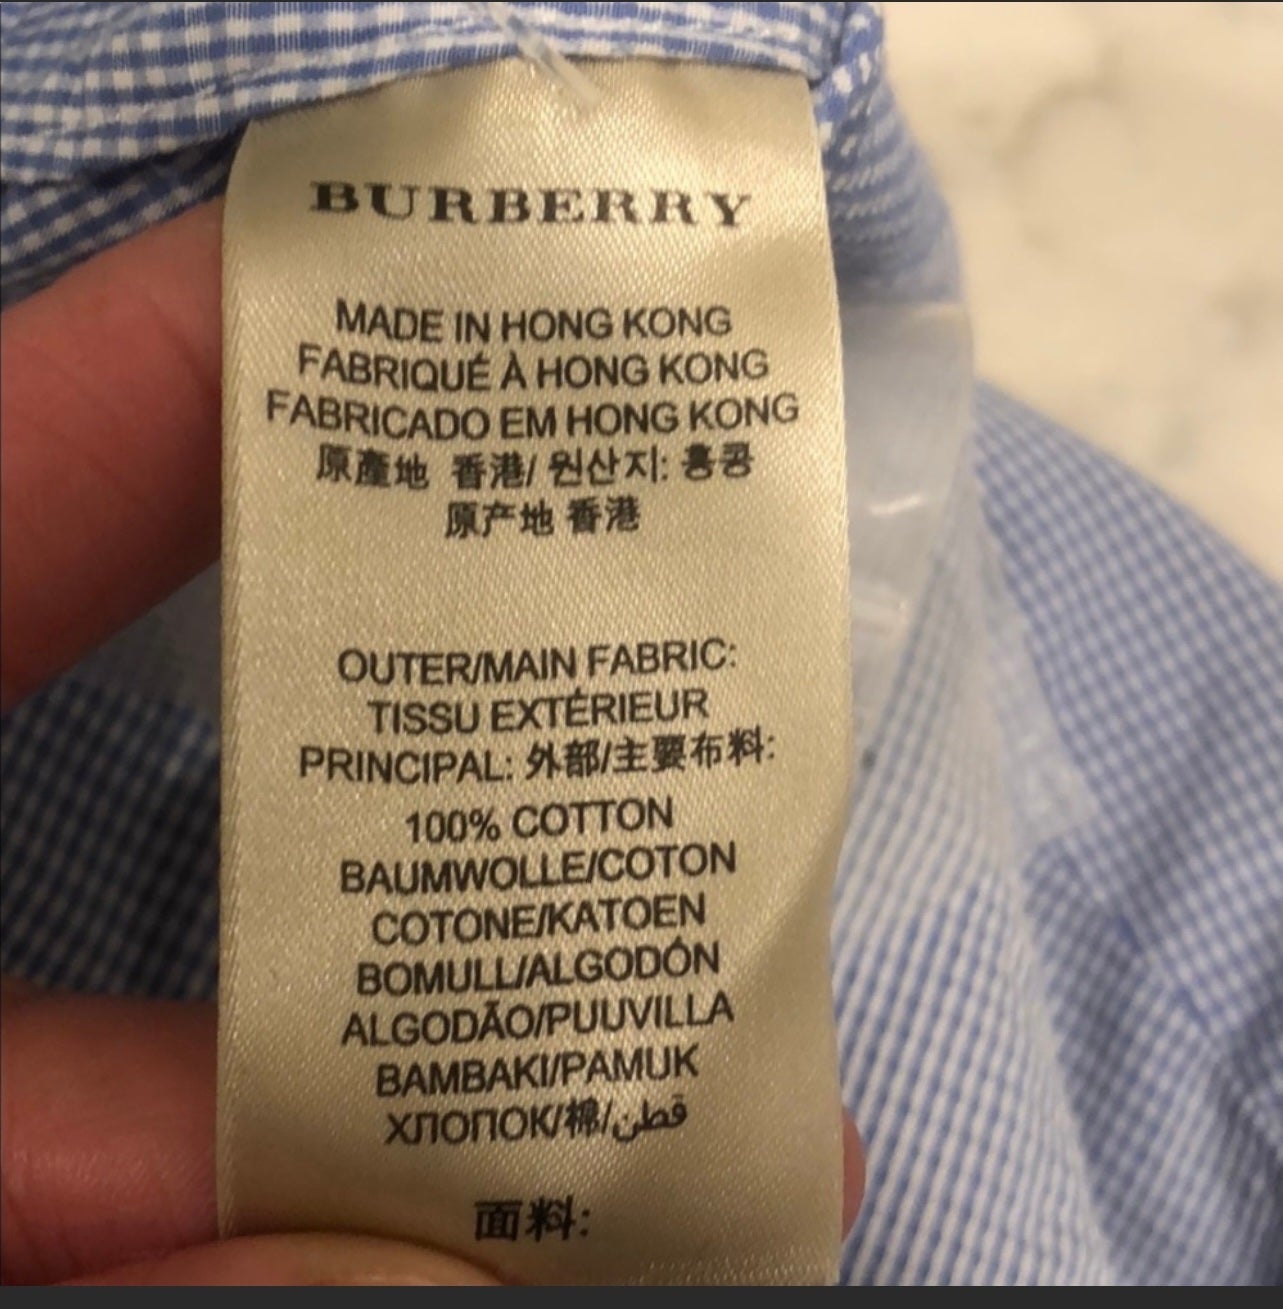 BURBERRY
MADE IN HONG KONG
FABRIQUÉ À HONG KONG
FABRICADO EM HONG KONG
原產地 香港/ 원산지: 홍콩
原产地 香港
OUTER/MAIN FABRIC:
TISSU EXTÉRIEUR
PRINCIPAL: 外部/主要布料:
100% COTTON
BAUMWOLLE/COTON
COTONE/KATOEN
BOMULL/ALGODÓN
ALGODÃO/PUUVILLA
BAMBAKI/PAMUK
ХЛОПОК/棉/قطن
面料: